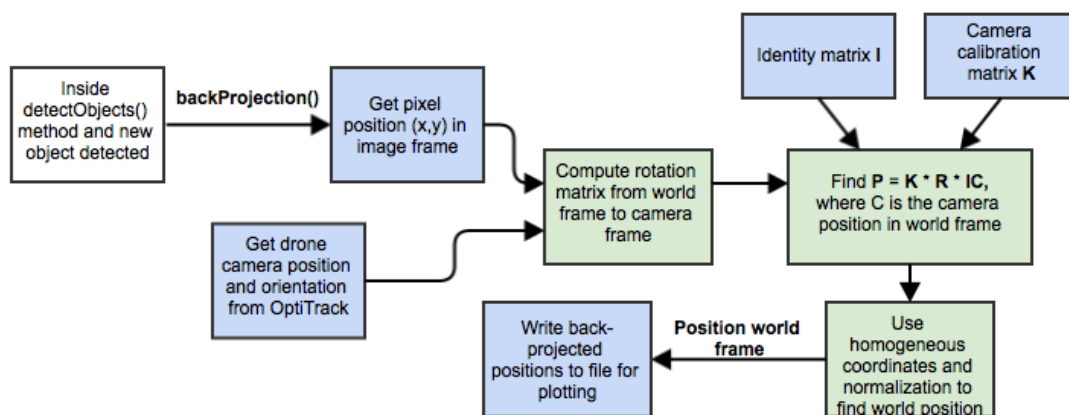 Inside
detectObjects()
method and new
object detected
backProjection()
Get pixel
position (x,y) in
image frame
Identity matrix I
Camera
calibration
matrix K
Get drone
camera position
and orientation
from OptiTrack
Compute rotation
matrix from world
frame to camera
frame
Find P = K * R * IC,
where C is the camera
position in world frame
Use
homogeneous
coordinates and
normalization to
find world position
Position world
frame
Write back-
projected
positions to file for
plotting